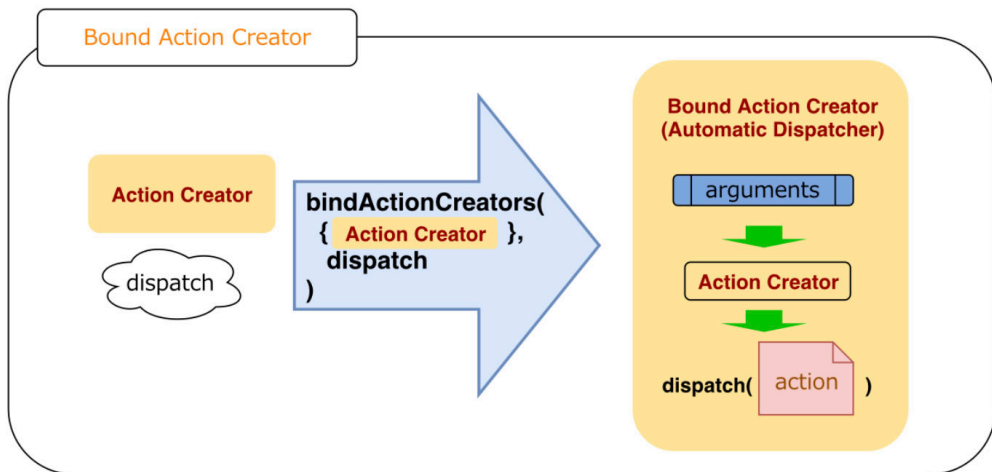 Bound Action Creator
Action Creator
dispatch
bindActionCreators(
{ Action Creator },
dispatch
)
Bound Action Creator
(Automatic Dispatcher)
arguments
Action Creator
dispatch( action )